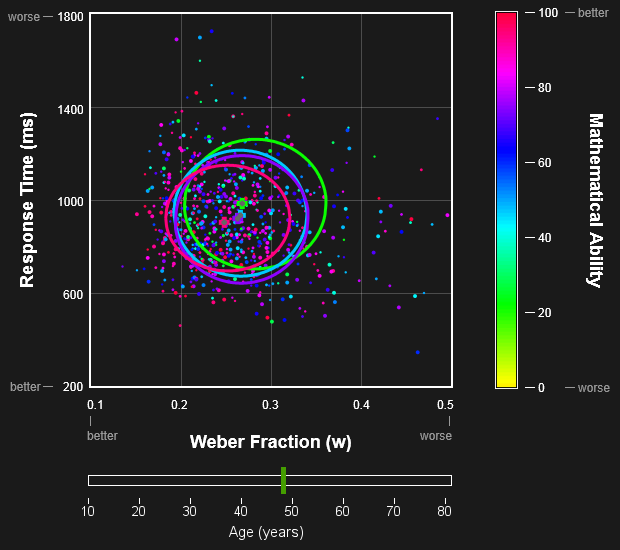 worse
1800
1400
1000
600
better
200
Response Time (ms)
0.1
0.2
0.3
0.4
0.5
better
worse
Weber Fraction (w)
10
20
30
40
50
60
70
80
Age (years)
100
better
80
60
40
20
0
worse
Mathematical Ability